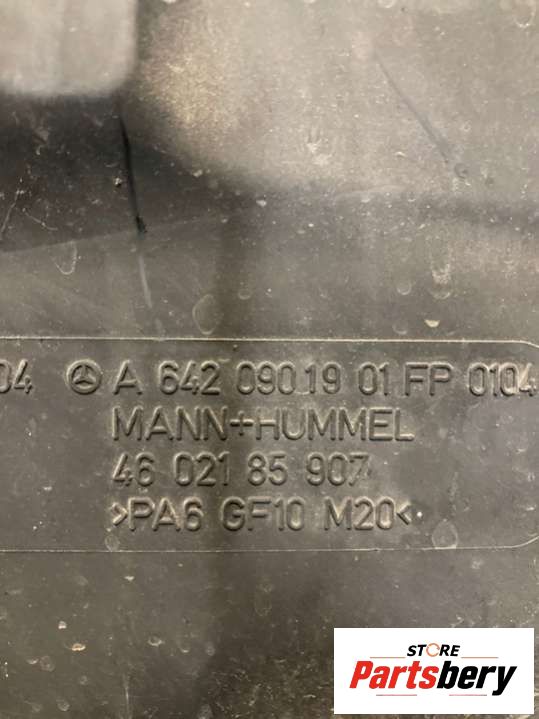 04 A 642 090 19 01 FP 0104
MANN+HUMMEL
46 021 85 907
>PA6 GF10 M20<
STORE
Partsbery